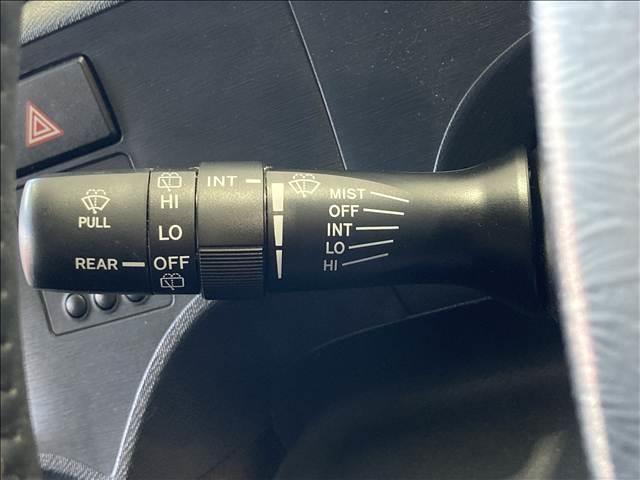 PULL
REAR
HI
LO
OFF
INT
MIST
OFF
INT
LO
HI